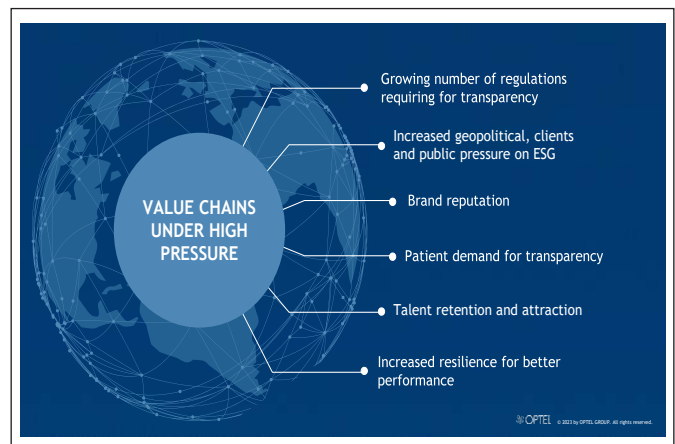 Growing number of regulations
requiring for transparency
Increased geopolitical, clients
and public pressure on ESG
VALUE CHAINS
UNDER HIGH
PRESSURE
Brand reputation
Patient demand for transparency
Talent retention and attraction
Increased resilience for better
performance
OPTEL © 2023 by OPTEL GROUP. All rights reserved.